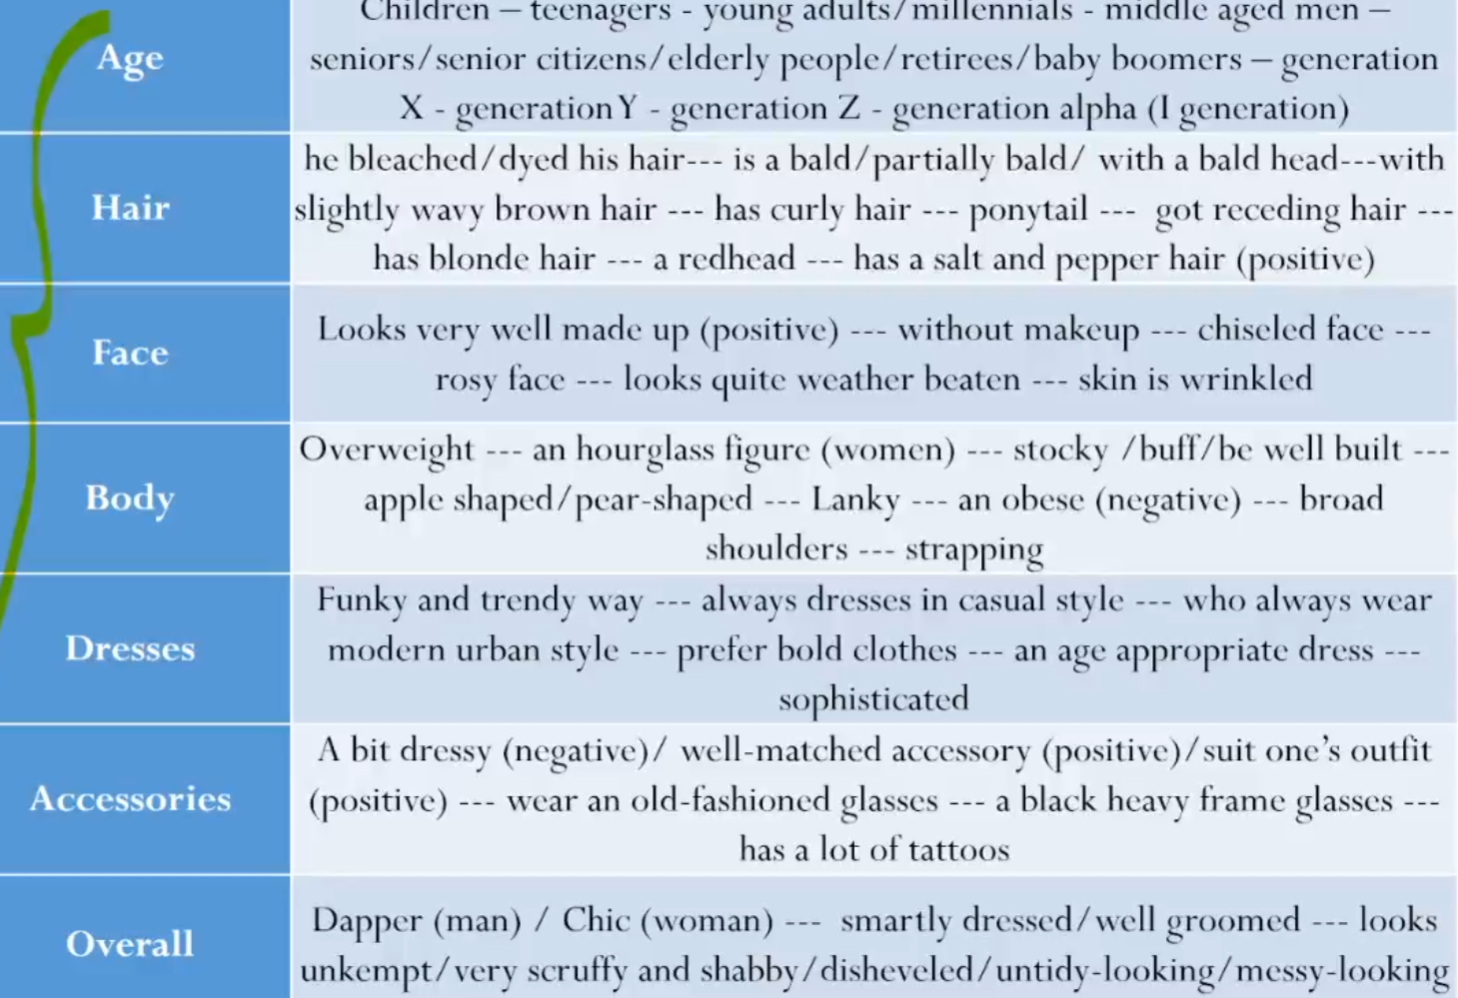 Age
Children – teenagers - young adults/millennials - middle aged men –
seniors/senior citizens/elderly people/retirees/baby boomers – generation
X - generation Y - generation Z - generation alpha (I generation)
Hair
he bleached/dyed his hair--- is a bald/partially bald/ with a bald head---with
slightly wavy brown hair --- has curly hair --- ponytail --- got receding hair ---
has blonde hair --- a redhead --- has a salt and pepper hair (positive)
Face
Looks very well made up (positive) --- without makeup --- chiseled face ---
rosy face --- looks quite weather beaten --- skin is wrinkled
Body
Overweight --- an hourglass figure (women) --- stocky /buff/be well built ---
apple shaped/pear-shaped --- Lanky --- an obese (negative) --- broad
shoulders --- strapping
Dresses
Funky and trendy way --- always dresses in casual style --- who always wear
modern urban style --- prefer bold clothes --- an age appropriate dress ---
sophisticated
Accessories
A bit dressy (negative)/ well-matched accessory (positive)/suit one's outfit
(positive) --- wear an old-fashioned glasses --- a black heavy frame glasses ---
has a lot of tattoos
Overall
Dapper (man) / Chic (woman) --- smartly dressed/well groomed --- looks
unkempt/very scruffy and shabby/disheveled/untidy-looking/messy-looking